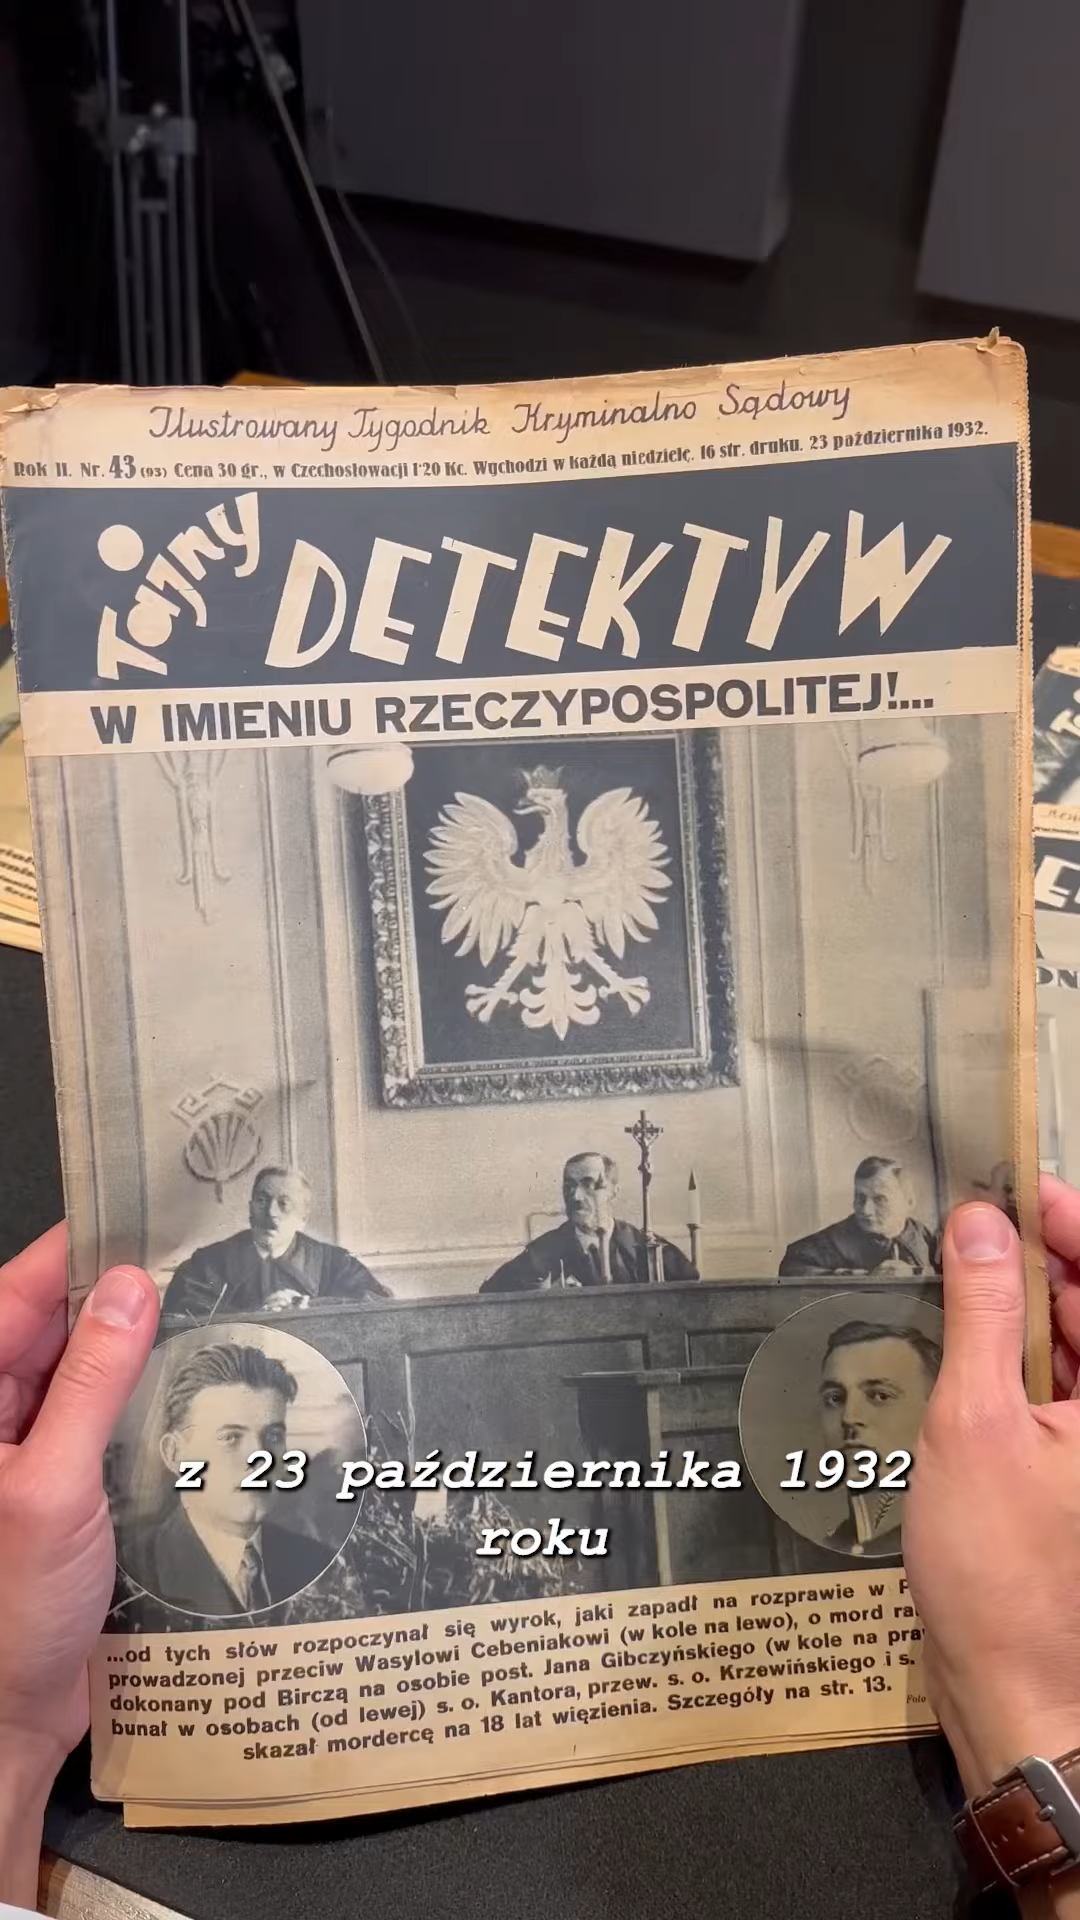 Ilustrowany Tygodnik Kryminalno Sądowy
Rok II. Nr. 43 (93) Cena 30 gr., w Czechosłowacji 1·20 Kc. Wychodzi w każdą niedzielę. 16 str. druku. 23 października 1932.
Tajny DETEKTYW
W IMIENIU RZECZYPOSPOLITEJ!...
z 23 października 1932
roku
...od tych słów rozpoczynał się wyrok, jaki zapadł na rozprawie w
prowadzonej przeciw Wasylowi Cebeniakowi (w kole na lewo), o mord
dokonany pod Birczą na osobie post. Jana Gibczyńskiego (w kole na
bunał w osobach (od lewej) s. o. Kantora, przew. s. o. Krzewińskiego i s.
skazał mordercę na 18 lat więzienia. Szczegóły na str. 13.
Foto